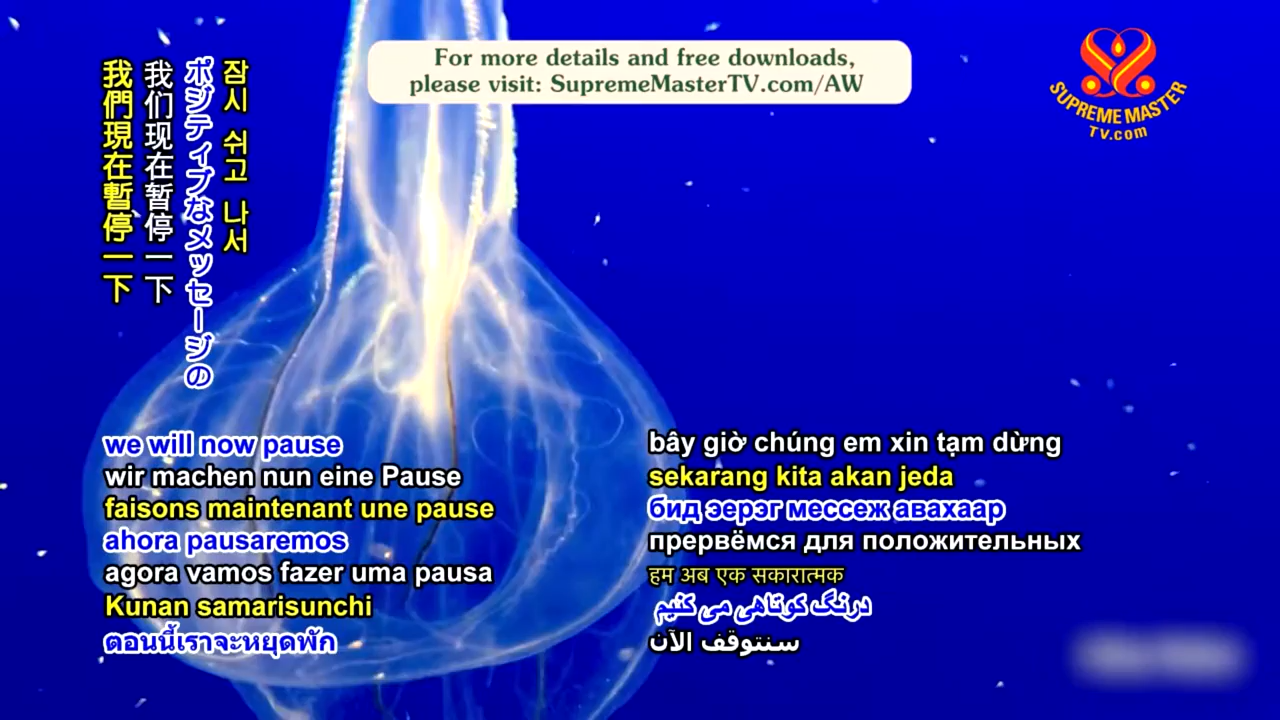 For more details and free downloads,
please visit: SupremeMasterTV.com/AW
SUPREME MASTER
TV.com
잠시 쉬고 나서
ポジティブなメッセージの
我们现在暂停一下
我們現在暫停一下
we will now pause
wir machen nun eine Pause
faisons maintenant une pause
ahora pausaremos
agora vamos fazer uma pausa
Kunan samarisunchi
ตอนนี้เราจะหยุดพัก
bây giờ chúng em xin tạm dừng
sekarang kita akan jeda
бид эерэг мессеж авахаар
прервёмся для положительных
हम अब एक सकारात्मक
درنگ کوتاهی می کنیم
سنتوقف الآن